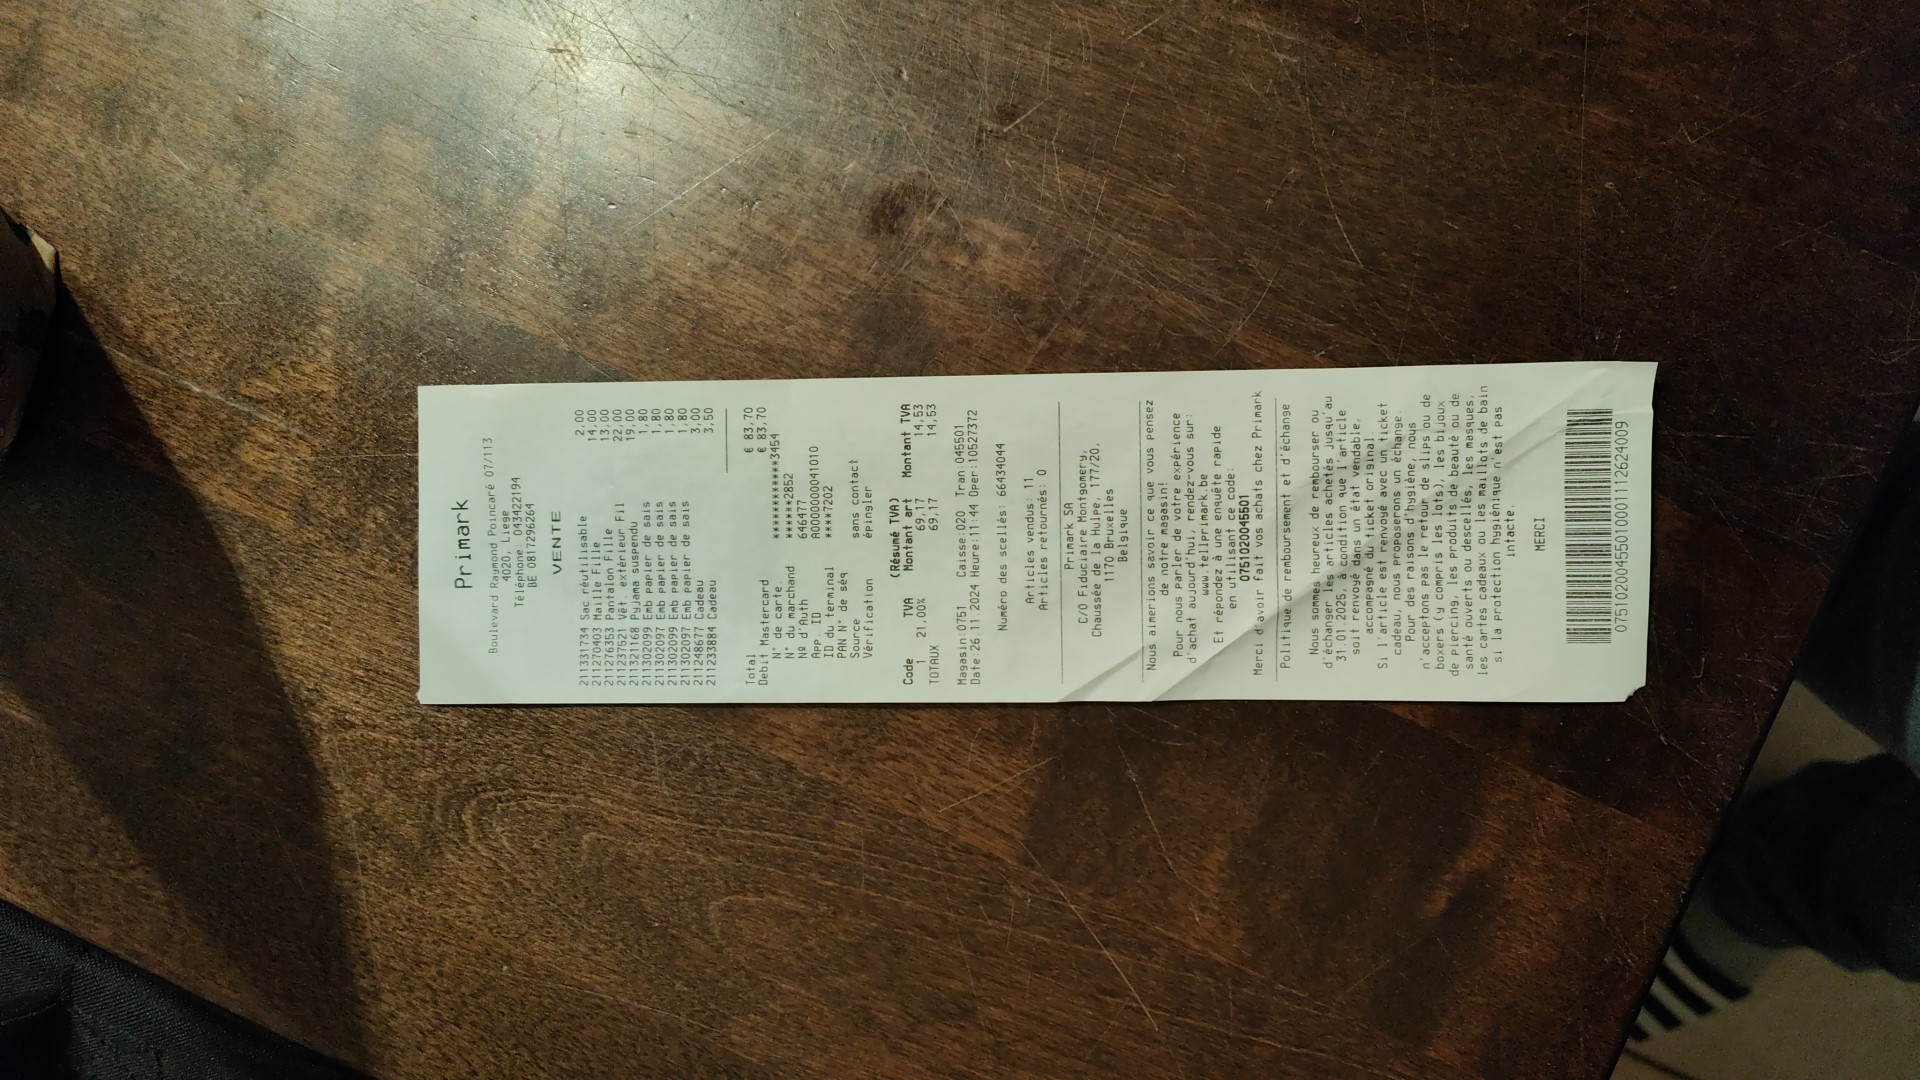 Primark
Boulevard Raymond Poincaré 07/113
4020, Liege
Téléphone: 043422194
BE 0817296264
VENTE
211331734 Sac réutilisable 2,00
211270403 Maille Fille 14,00
211276353 Pantalon Fille 13,00
211237521 Vêt. extérieur Fil 22,00
211321168 Pyjama suspendu 19,00
211302099 Emb papier de sais 1,80
211302097 Emb papier de sais 1,80
211302099 Emb papier de sais 1,80
211302097 Emb papier de sais 1,80
211248677 Cadeau 3,00
211233884 Cadeau 3,50
Total € 83,70
Debit Mastercard € 83,70
N° de carte. ************3454
N° du marchand ******2852
Nº d'Auth 646477
App. ID A0000000041010
ID du terminal ****7202
PAN N° de séq
Source sans contact
Vérification épinglier
(Résumé TVA)
Code TVA Montant art Montant TVA
1 21,00% 69,17 14,53
TOTAUX 69,17 14,53
Magasin:0751 Caisse:020 Tran:045501
Date:26.11.2024 Heure:11:44 Oper:10527372
Numéro des scellés: 66434044
Articles vendus: 11
Articles retournés: 0
Primark SA
C/O Fiduciaire Montgomery,
Chaussée de la Hulpe, 177/20,
1170 Bruxelles
Belgique
Nous aimerions savoir ce que vous pensez
de notre magasin!
Pour nous parler de votre expérience
d'achat aujourd'hui, rendez-vous sur:
www.tellPrimark.be
Et répondez à une enquête rapide
en utilisant ce code:
0751020045501
Merci d'avoir fait vos achats chez Primark
Politique de remboursement et d'échange
Nous sommes heureux de rembourser ou
d'échanger les articles achetés jusqu'au
31.01.2025, à condition que l'article
soit renvoyé dans un état vendable,
accompagné du ticket original.
Si l'article est renvoyé avec un ticket
cadeau, nous proposerons un échange.
Pour des raisons d'hygiène, nous
n'acceptons pas le retour de slips ou de
boxers (y compris les lots), les bijoux
de piercing, les produits de beauté ou de
santé ouverts ou descellés, les masques,
les cartes cadeaux ou les maillots de bain
si la protection hygiénique n'est pas
intacte.
MERCI
07510200455010001112624009